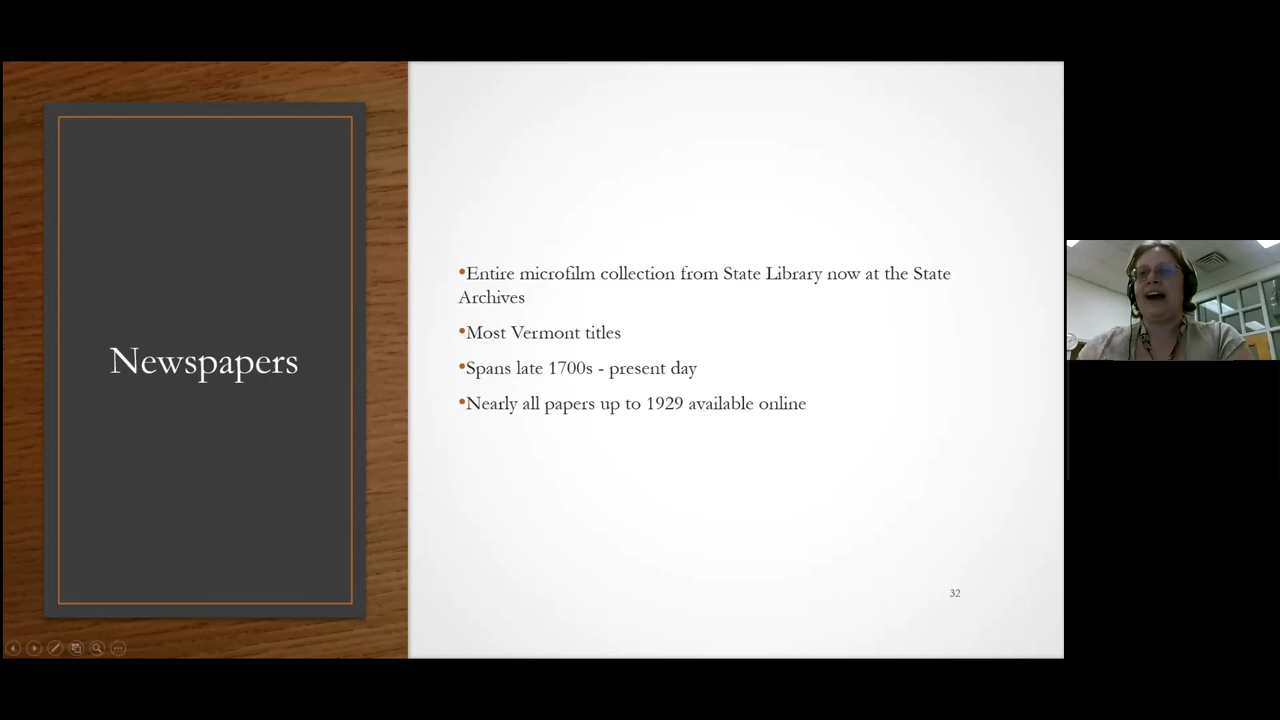 Newspapers
•Entire microfilm collection from State Library now at the State
Archives
•Most Vermont titles
•Spans late 1700s - present day
•Nearly all papers up to 1929 available online
32